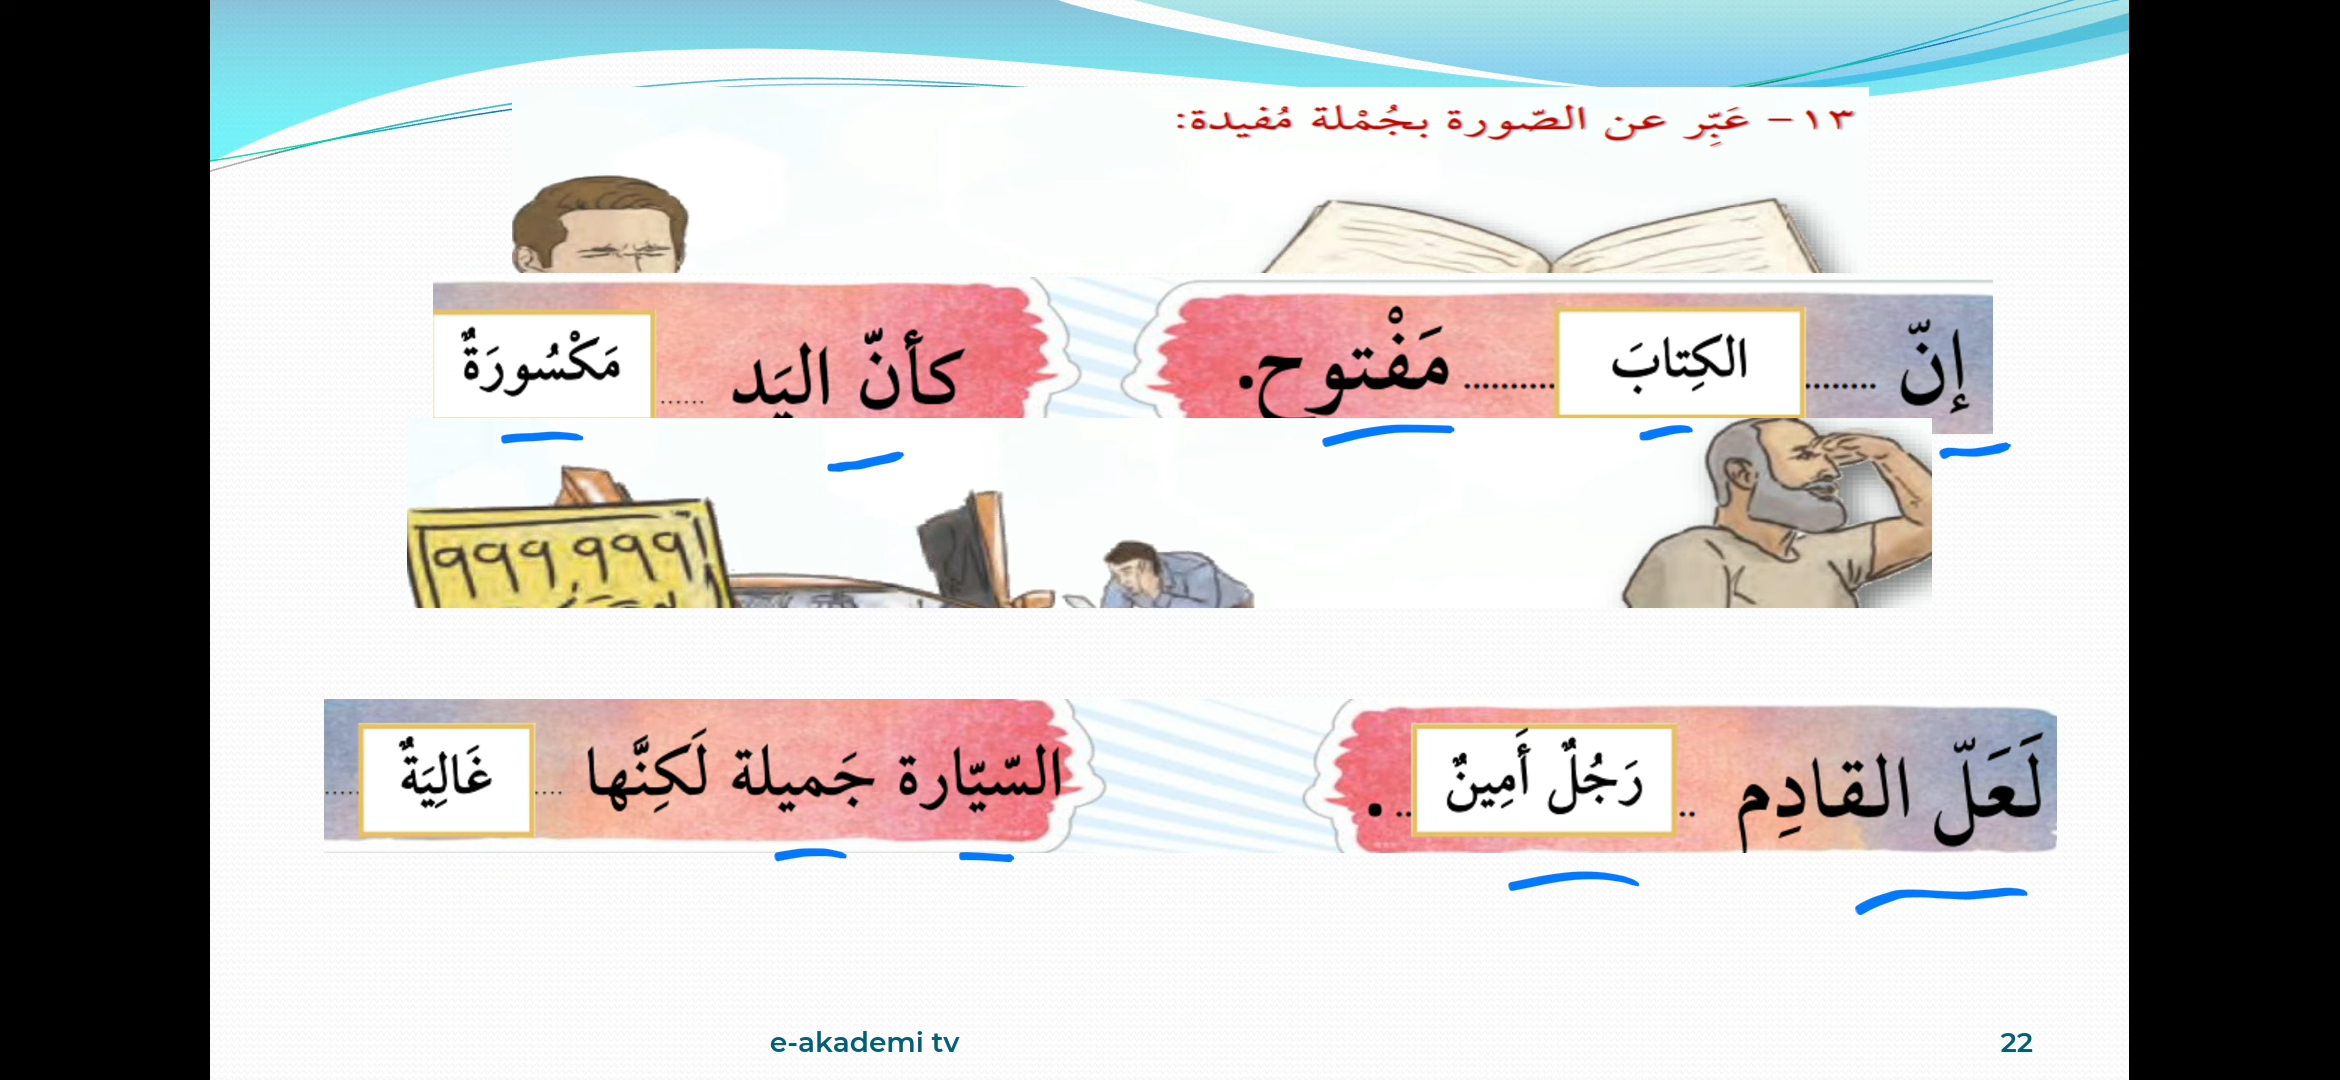 ١٣- عَبِّر عن الصّورة بجُمْلة مُفيدة:
إنّ ........ الكِتابَ .......... مَفْتوح.
كأنّ اليَد ...... مَكْسُورَةٌ
٩٩٩,٩٩٩
لَعَلّ القادِم .. رَجُلٌ أَمِينٌ .. .
السّيّارة جَميلة لَكِنَّها .... غَالِيَةٌ .....
e-akademi tv
22